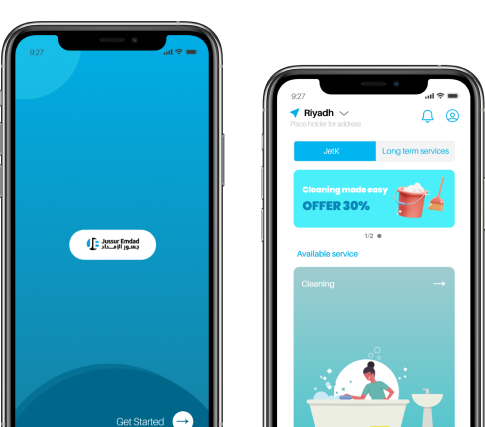 9:27
Jussur Emdad
جسور الإمداد
Get Started
9:27
Riyadh
Place holder for address
JetK
Long term services
Cleaning made easy
OFFER 30%
1/2
Available service
Cleaning